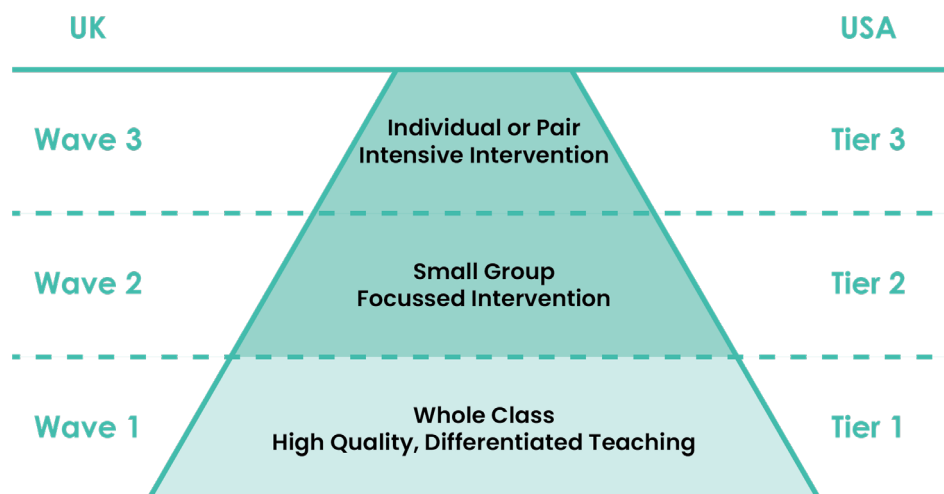 UK
USA
Wave 3
Individual or Pair
Intensive Intervention
Tier 3
Wave 2
Small Group
Focussed Intervention
Tier 2
Wave 1
Whole Class
High Quality, Differentiated Teaching
Tier 1